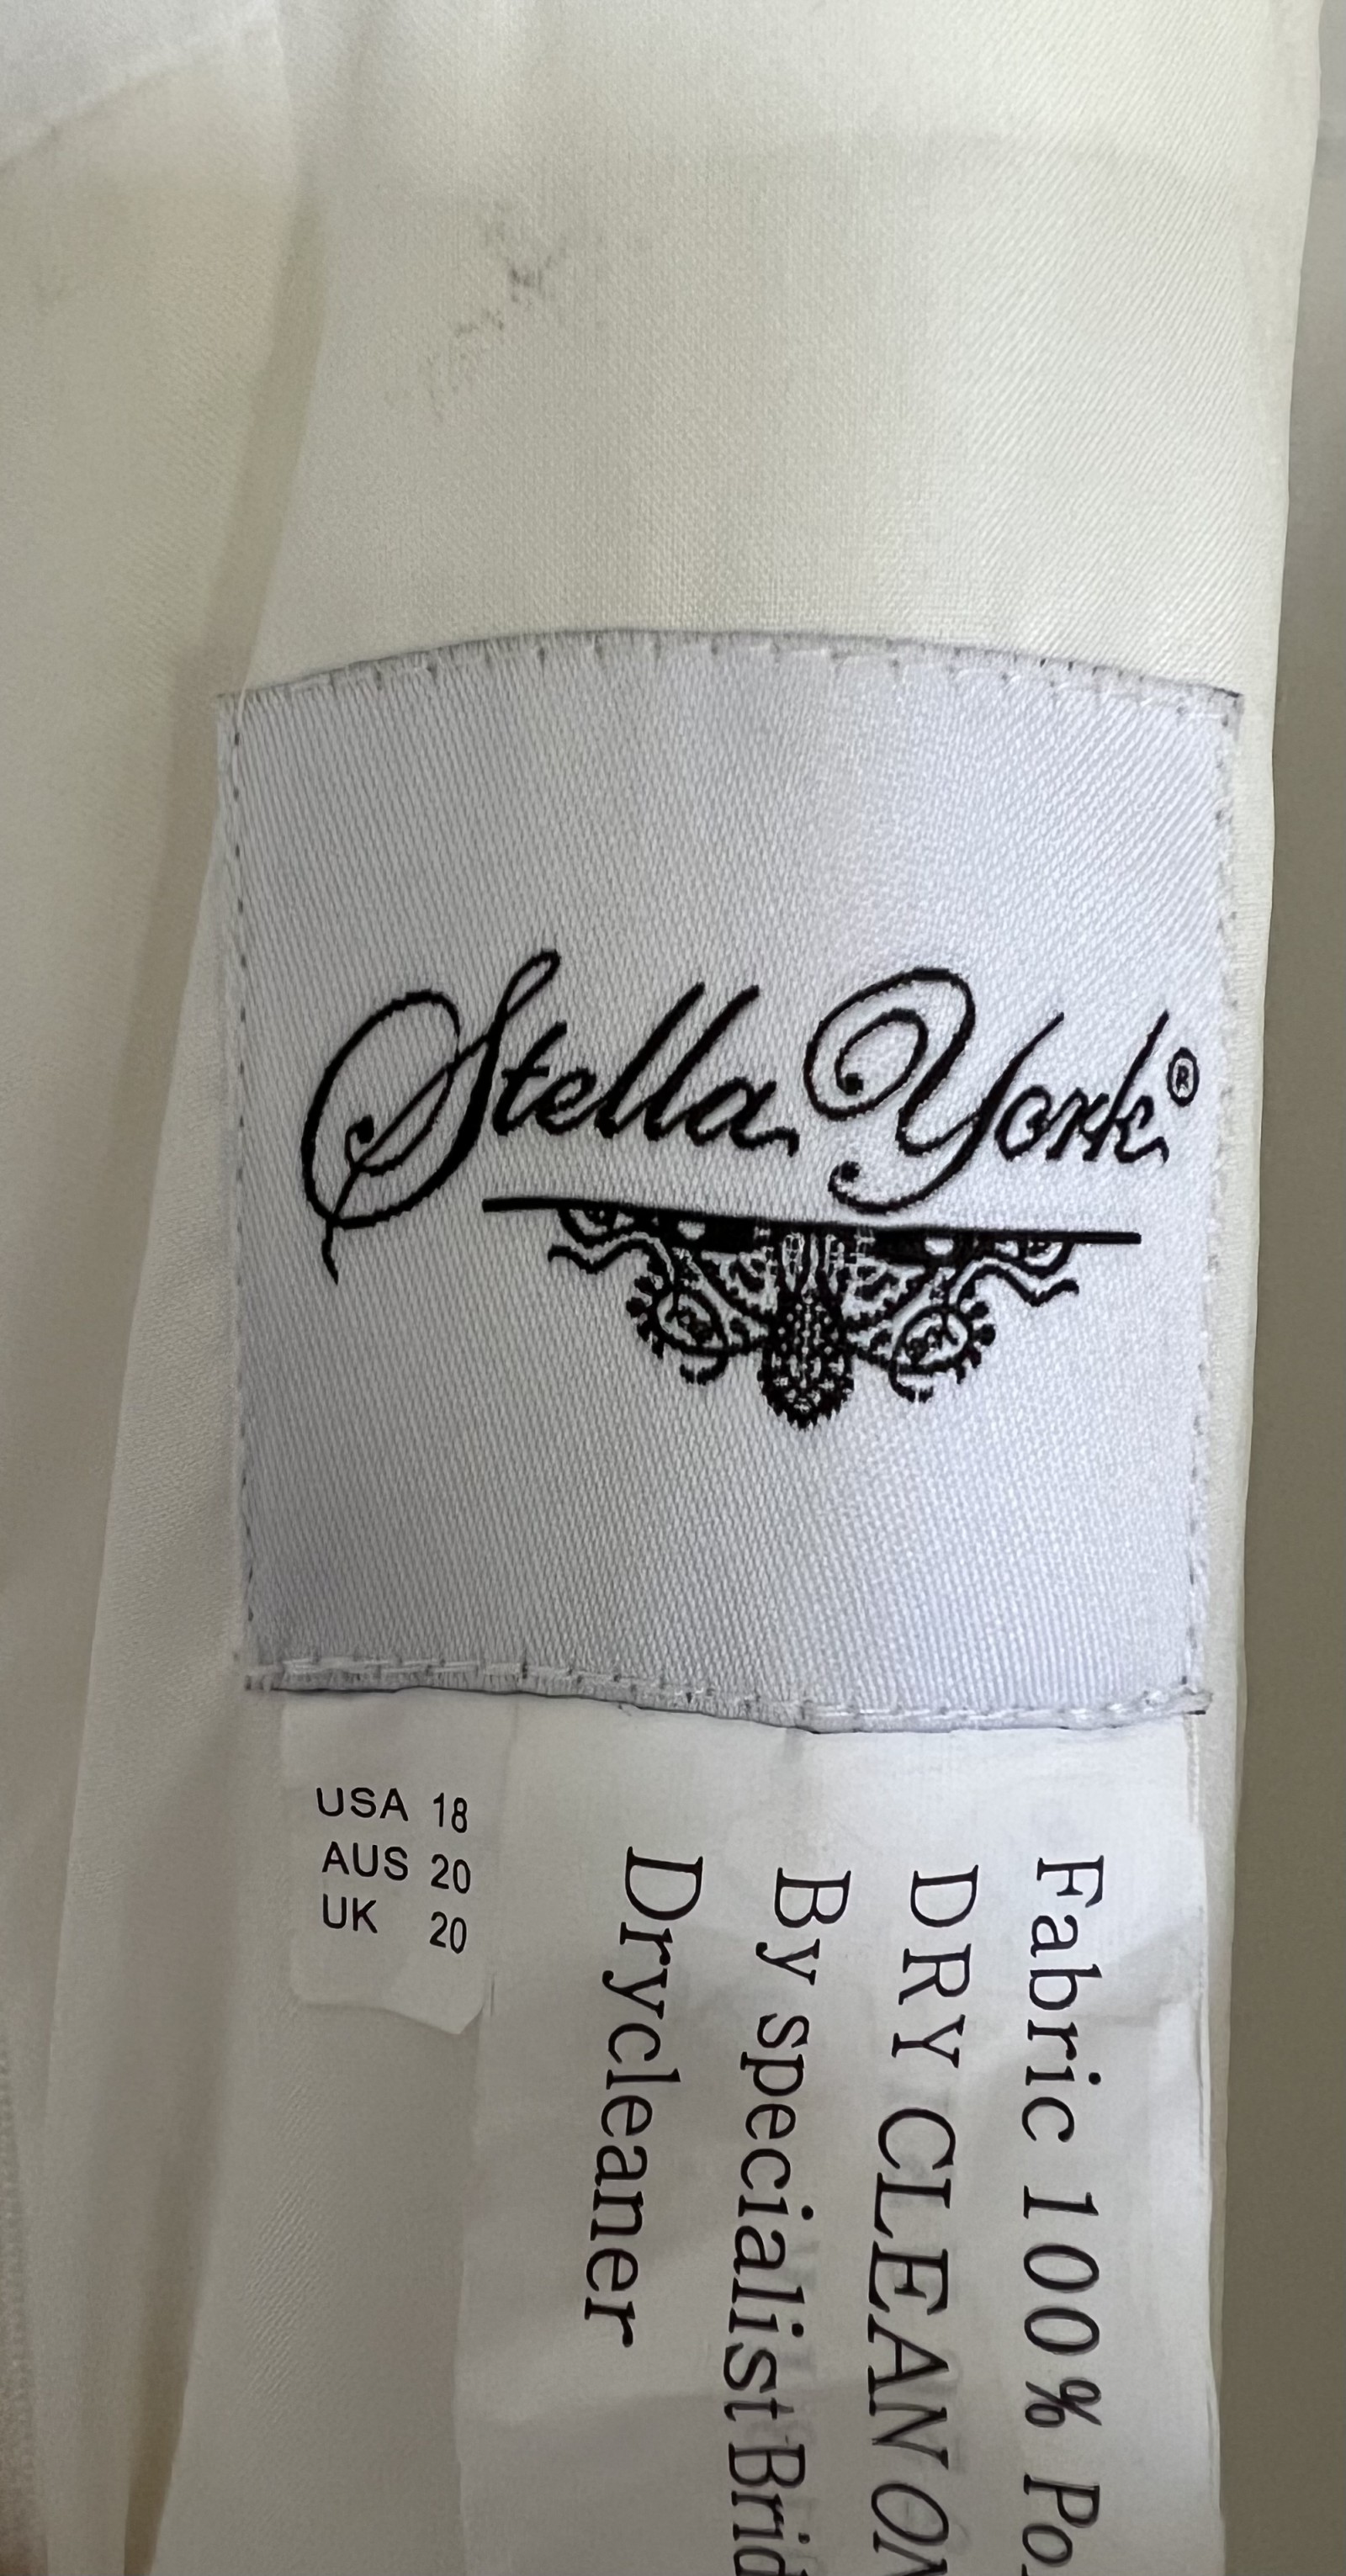 Stella York®
USA 18
AUS 20
UK 20
Fabric 100%
DRY CLEAN
By specialist
Drycleaner